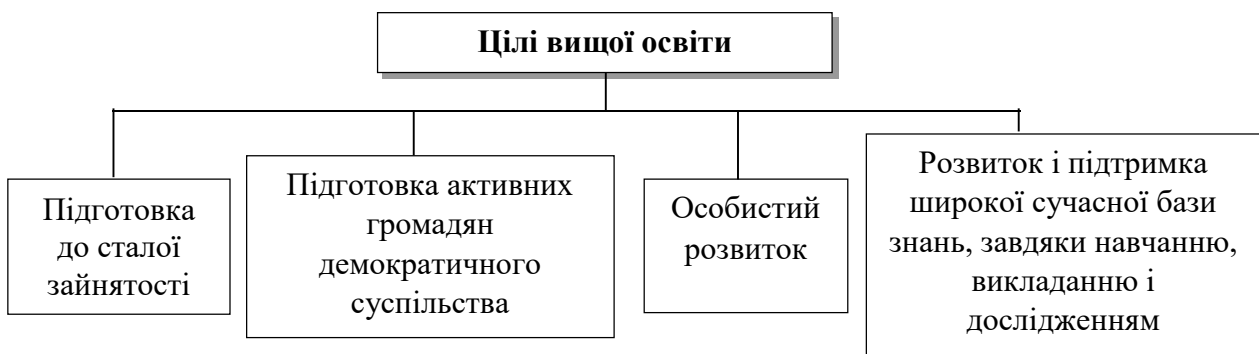 Цілі вищої освіти
Підготовка
до сталої
зайнятості
Підготовка активних
громадян
демократичного
суспільства
Особистий
розвиток
Розвиток і підтримка
широкої сучасної бази
знань, завдяки навчанню,
викладанню і
дослідженням